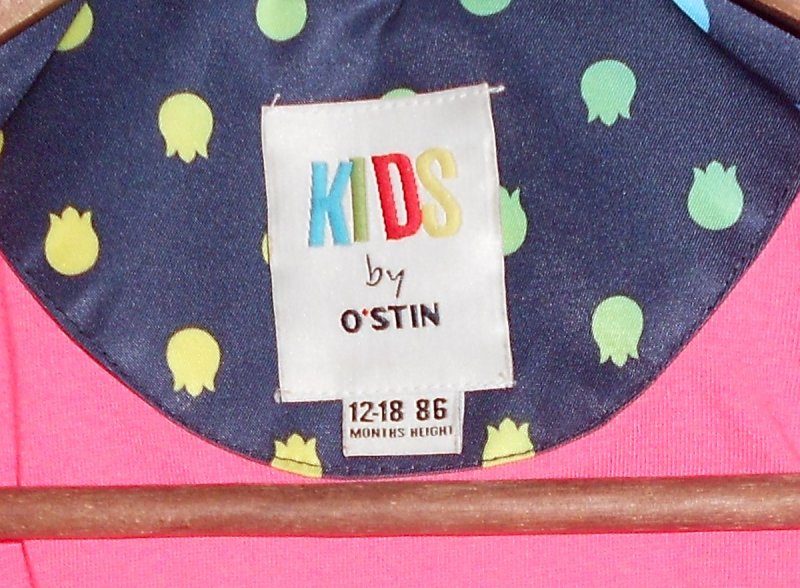 KIDS
by
O'STIN
12-18 86
MONTHS HEIGHT